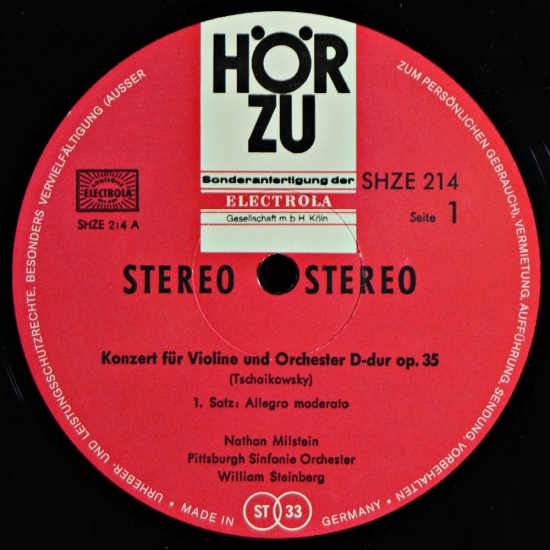 HÖR
ZU
Sonderanfertigung der
ELECTROLA
Gesellschaft m b H Köln
ELECTROLA
SHZE 214 A
SHZE 214
Seite 1
STEREO STEREO
Konzert für Violine und Orchester D-dur op. 35
(Tschaikowsky)
1. Satz: Allegro moderato
Nathan Milstein
Pittsburgh Sinfonie Orchester
William Steinberg
URHEBER- UND LEISTUNGSSCHUTZRECHTE, BESONDERS VERVIELFÄLTIGUNG (AUSSER
ZUM PERSÖNLICHEN GEBRAUCH), VERMIETUNG, AUFFÜHRUNG, SENDUNG, VORBEHALTEN
• MADE IN ST 33 GERMANY •